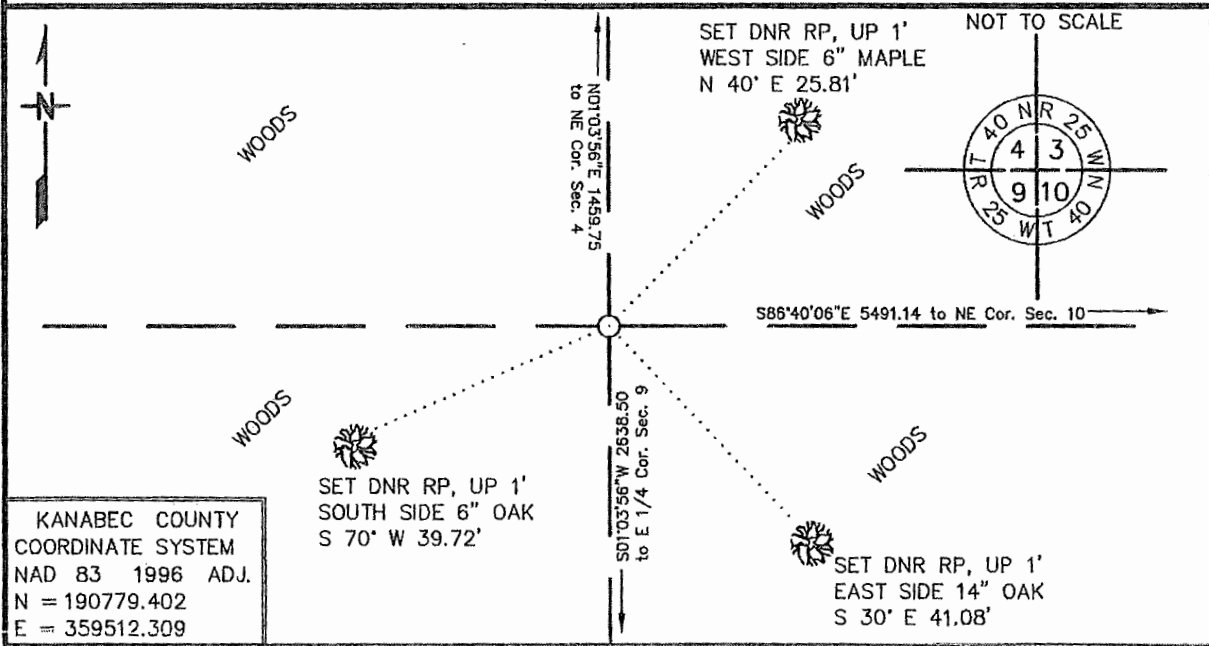 NOT TO SCALE
SET DNR RP, UP 1'
WEST SIDE 6" MAPLE
N 40° E 25.81'
N
WOODS
N01°03'56"E 1459.75
to NE Cor. Sec. 4
WOODS
T 40 N R 25 W
4 3
9 10
R 25 W T 40 N
S86°40'06"E 5491.14 to NE Cor. Sec. 10
WOODS
SET DNR RP, UP 1'
SOUTH SIDE 6" OAK
S 70° W 39.72'
S01°03'56"W 2638.50
to E 1/4 Cor. Sec. 9
WOODS
SET DNR RP, UP 1'
EAST SIDE 14" OAK
S 30° E 41.08'
KANABEC COUNTY
COORDINATE SYSTEM
NAD 83 1996 ADJ.
N = 190779.402
E = 359512.309